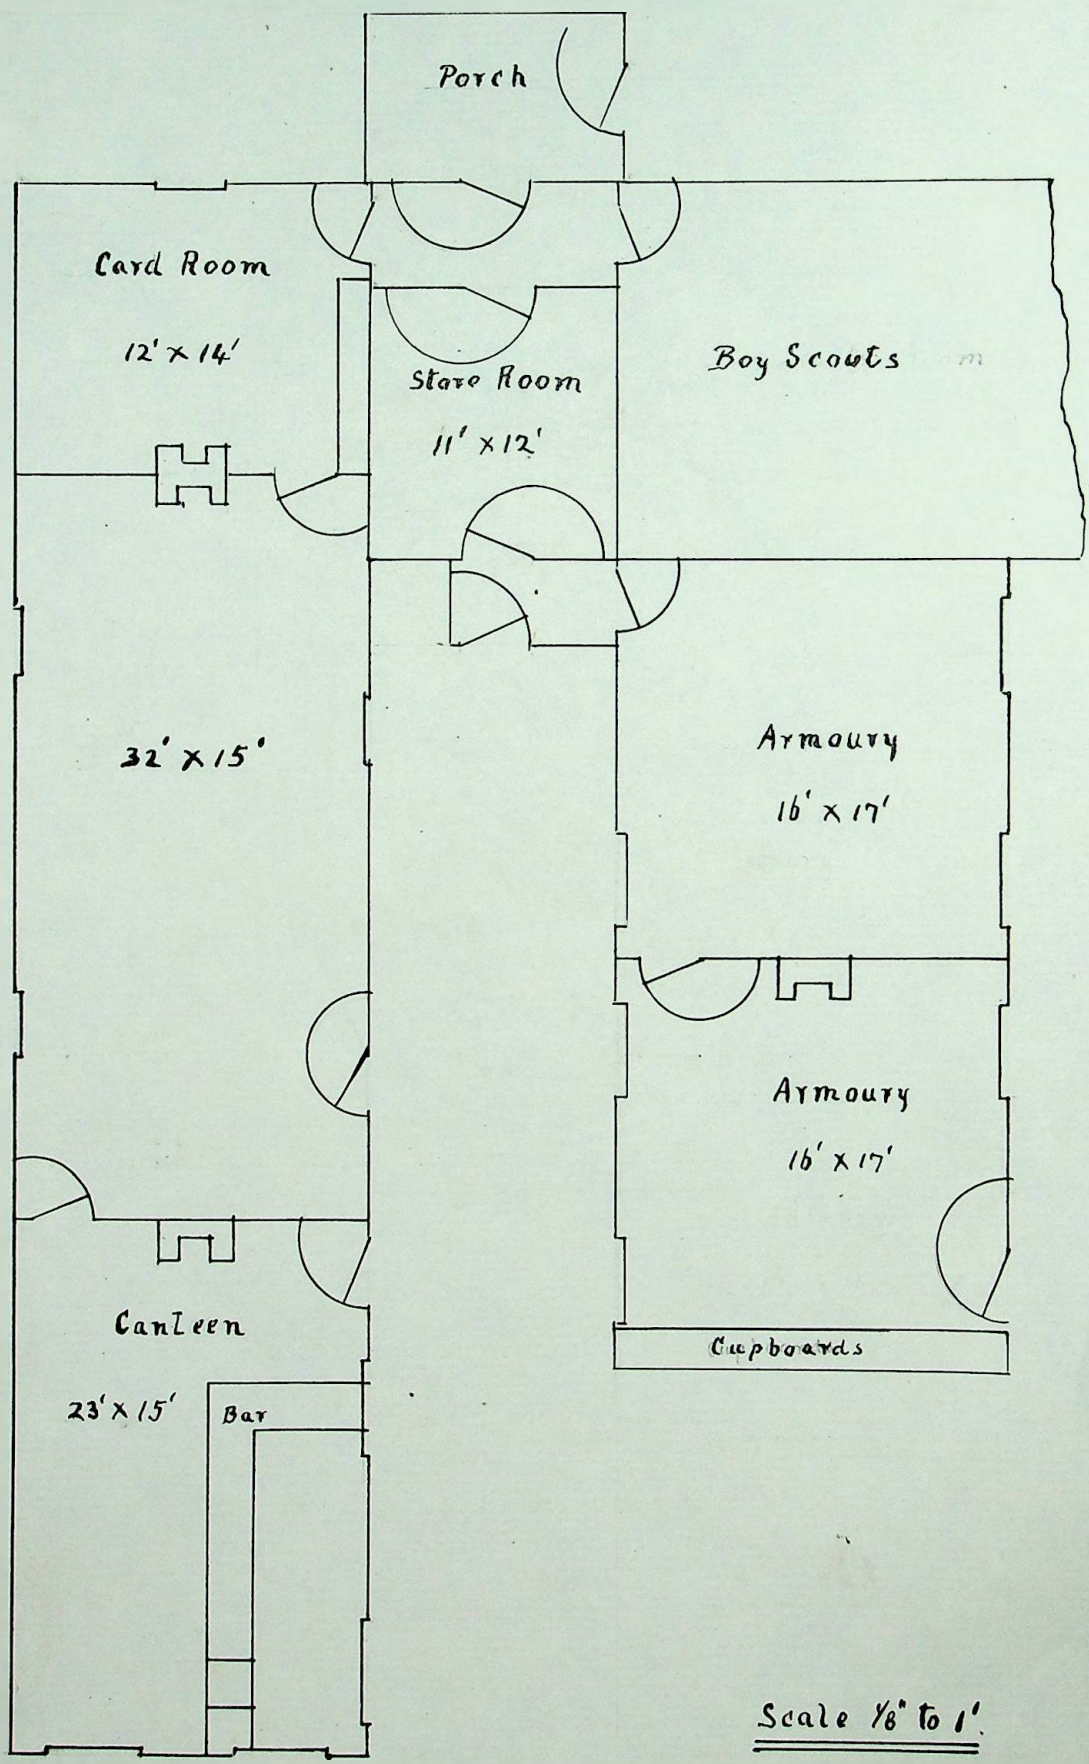 Porch
Card Room
12' x 14'
Store Room
11' x 12'
Boy Scouts
32' x 15'
Armoury
16' x 17'
Armoury
16' x 17'
Canteen
23' x 15'
Bar
Cupboards
Scale 1/8" to 1'.